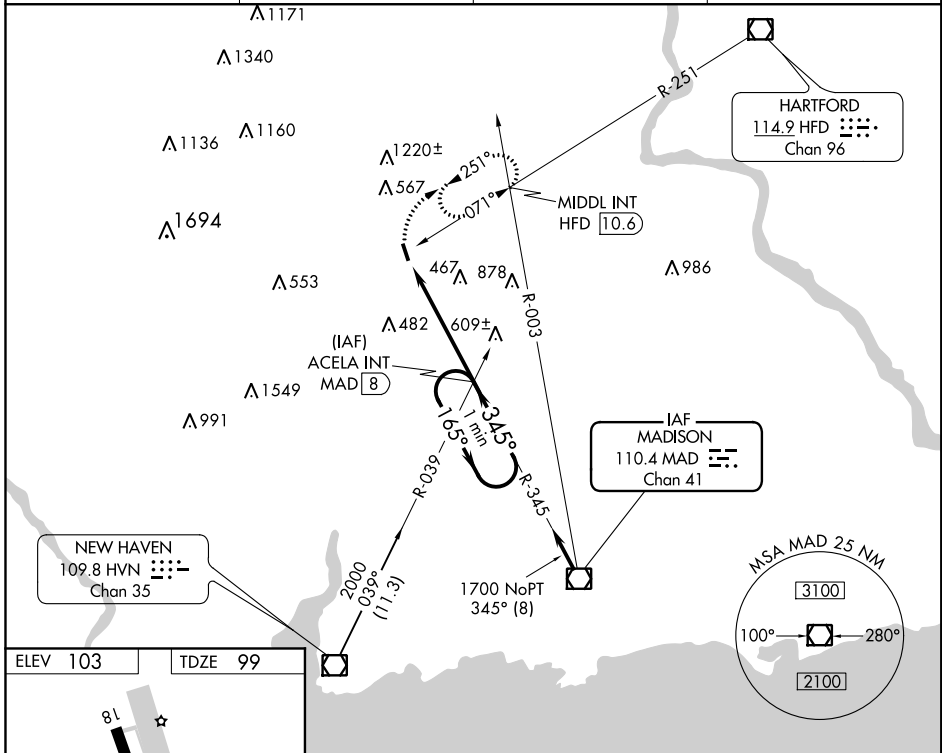 1171
1340
R-251
HARTFORD
114.9 HFD
Chan 96
1136
1160
1220±
251°
567
071°
MIDDL INT
HFD 10.6
1694
467
878
986
553
R-003
482
609±
(IAF)
ACELA INT
MAD 8
1549
991
345°
1 min
165°
IAF
MADISON
110.4 MAD
Chan 41
R-039
R-345
NEW HAVEN
109.8 HVN
Chan 35
2000
039°
(11.3)
1700 NoPT
345° (8)
MSA MAD 25 NM
3100
100°
280°
2100
ELEV 103
TDZE 99
18